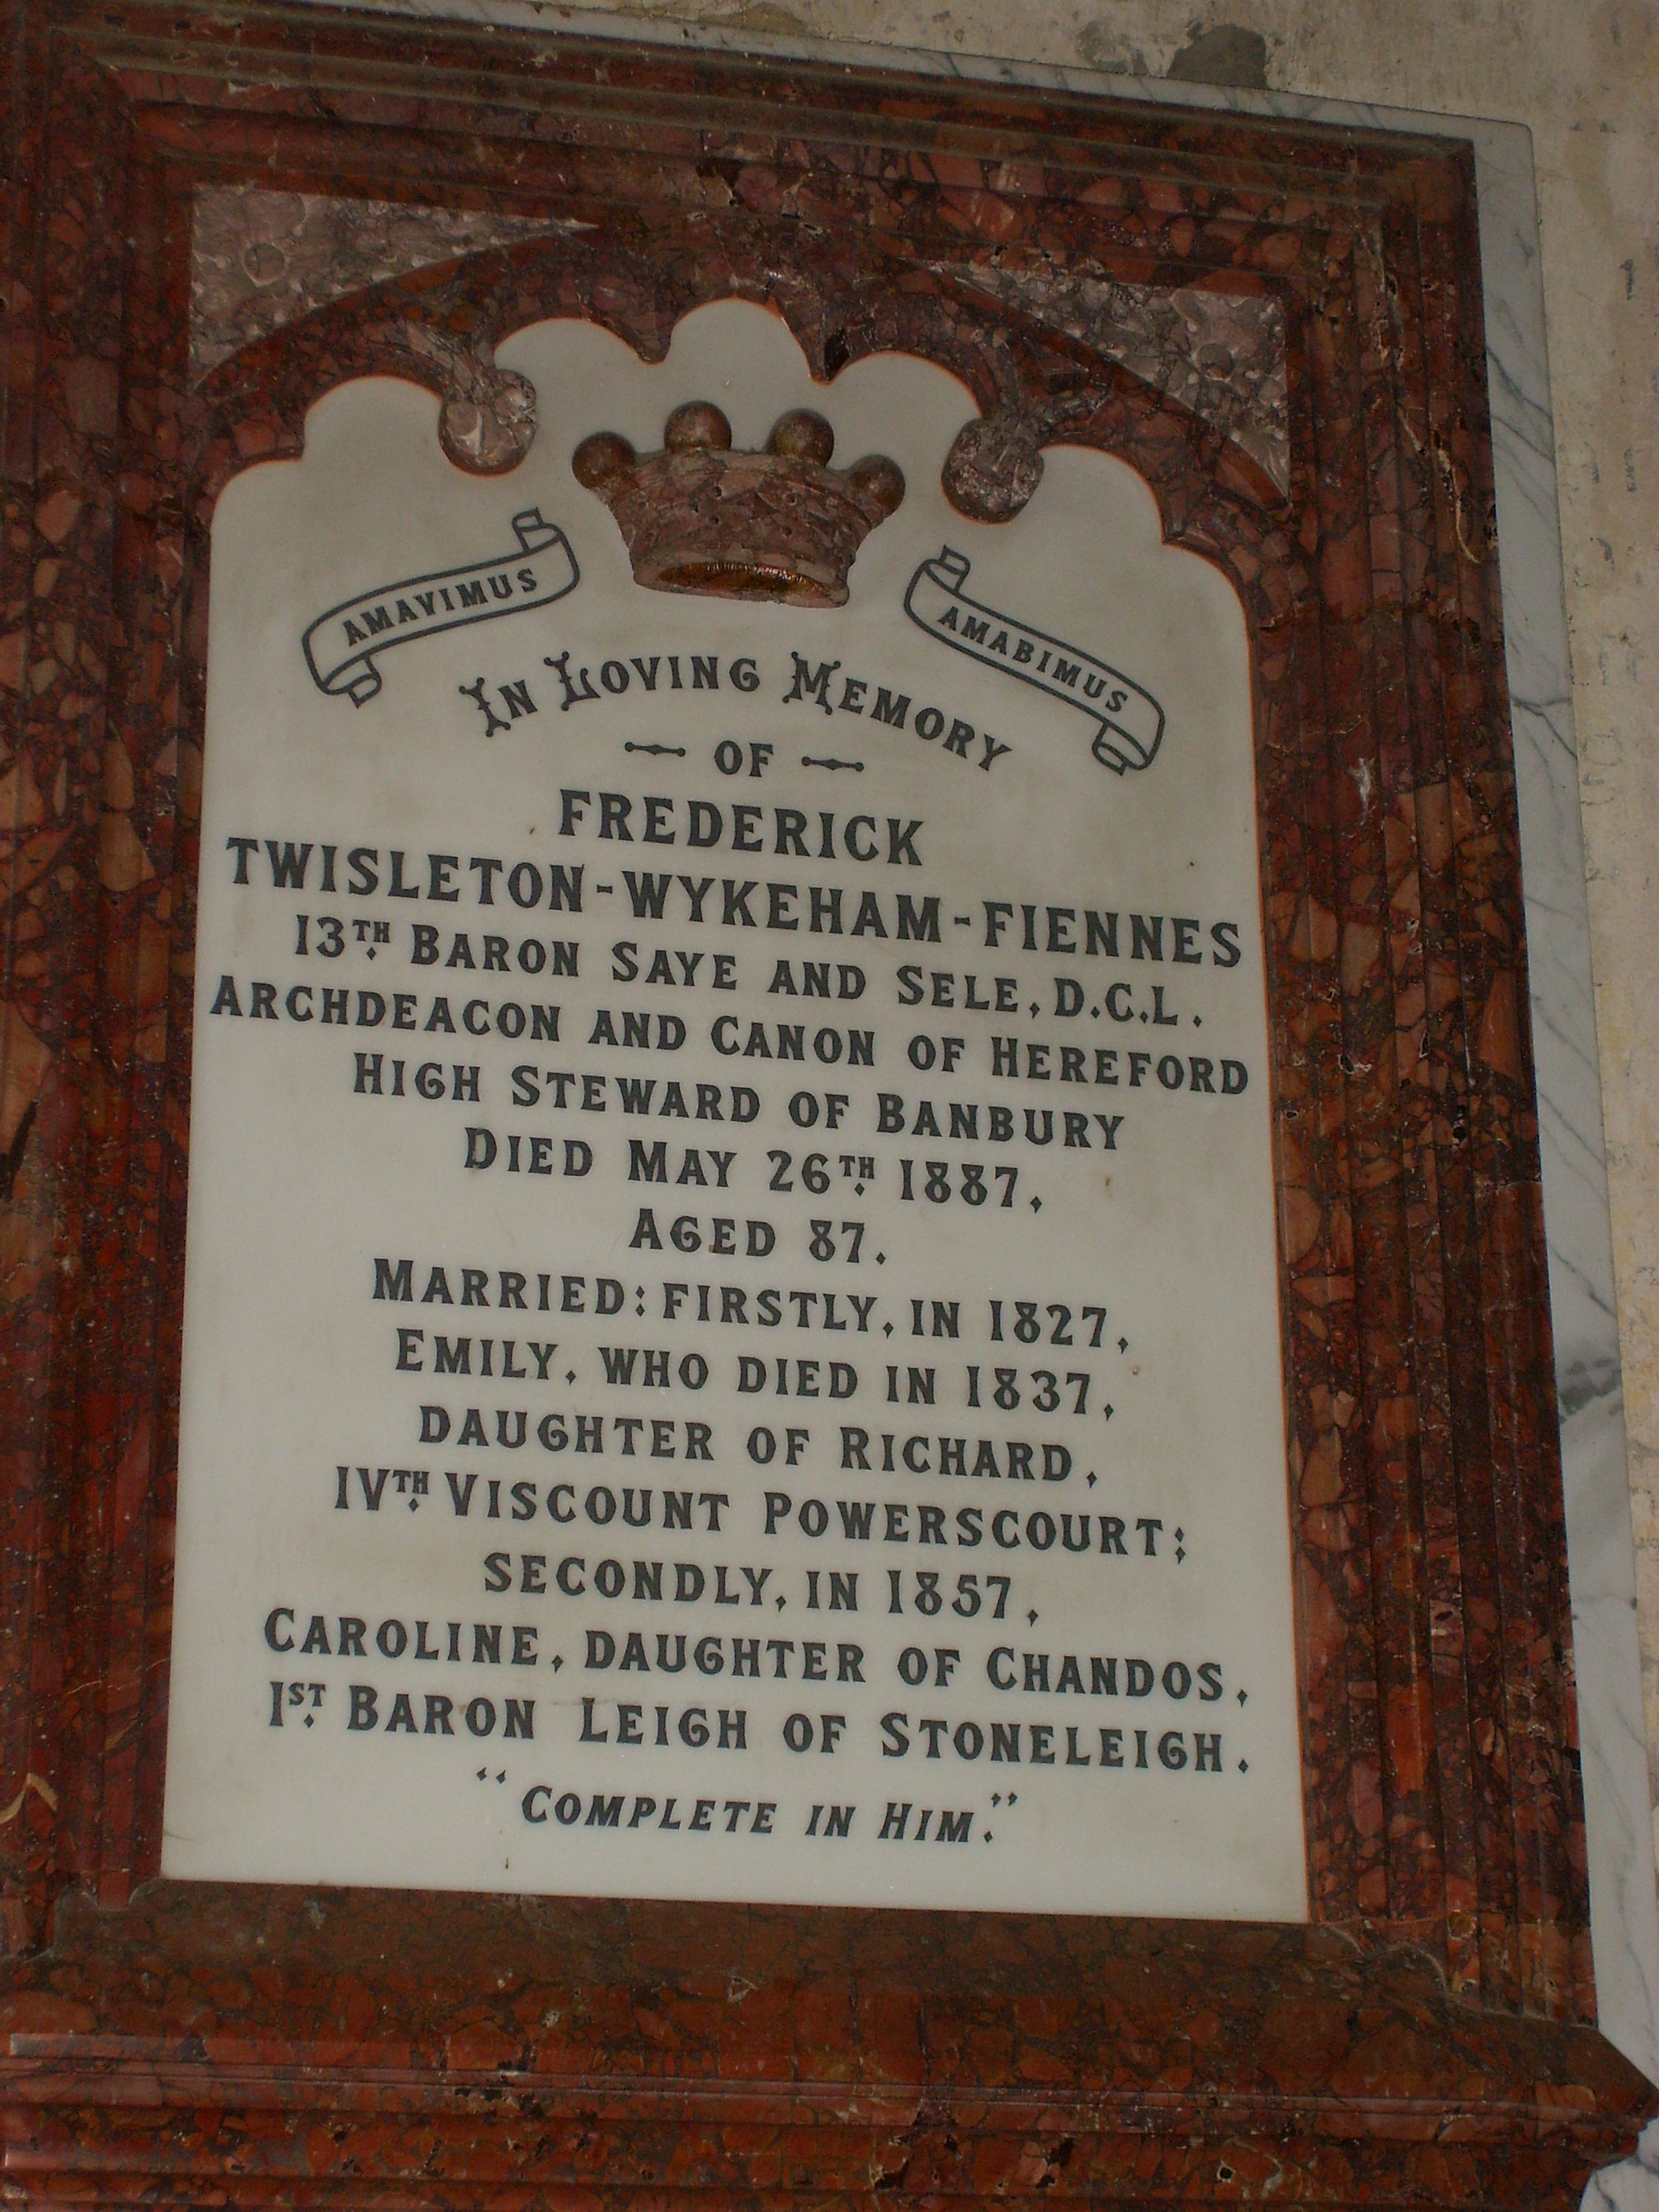 AMAVIMUS
AMABIMUS
IN LOVING MEMORY
OF
FREDERICK
TWISLETON-WYKEHAM-FIENNES
13TH BARON SAYE AND SELE, D.C.L.
ARCHDEACON AND CANON OF HEREFORD
HIGH STEWARD OF BANBURY
DIED MAY 26TH 1887,
AGED 87.
MARRIED: FIRSTLY, IN 1827,
EMILY, WHO DIED IN 1837,
DAUGHTER OF RICHARD,
IVTH VISCOUNT POWERSCOURT;
SECONDLY, IN 1857,
CAROLINE, DAUGHTER OF CHANDOS,
1ST BARON LEIGH OF STONELEIGH.
"COMPLETE IN HIM."